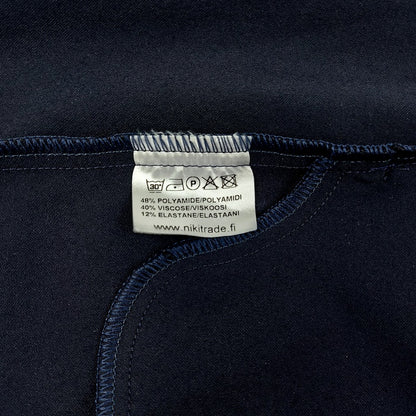 30° P
48% POLYAMIDE/POLYAMIDI
40% VISCOSE/VISKOOSI
12% ELASTANE/ELASTAANI
www.nikitrade.fi